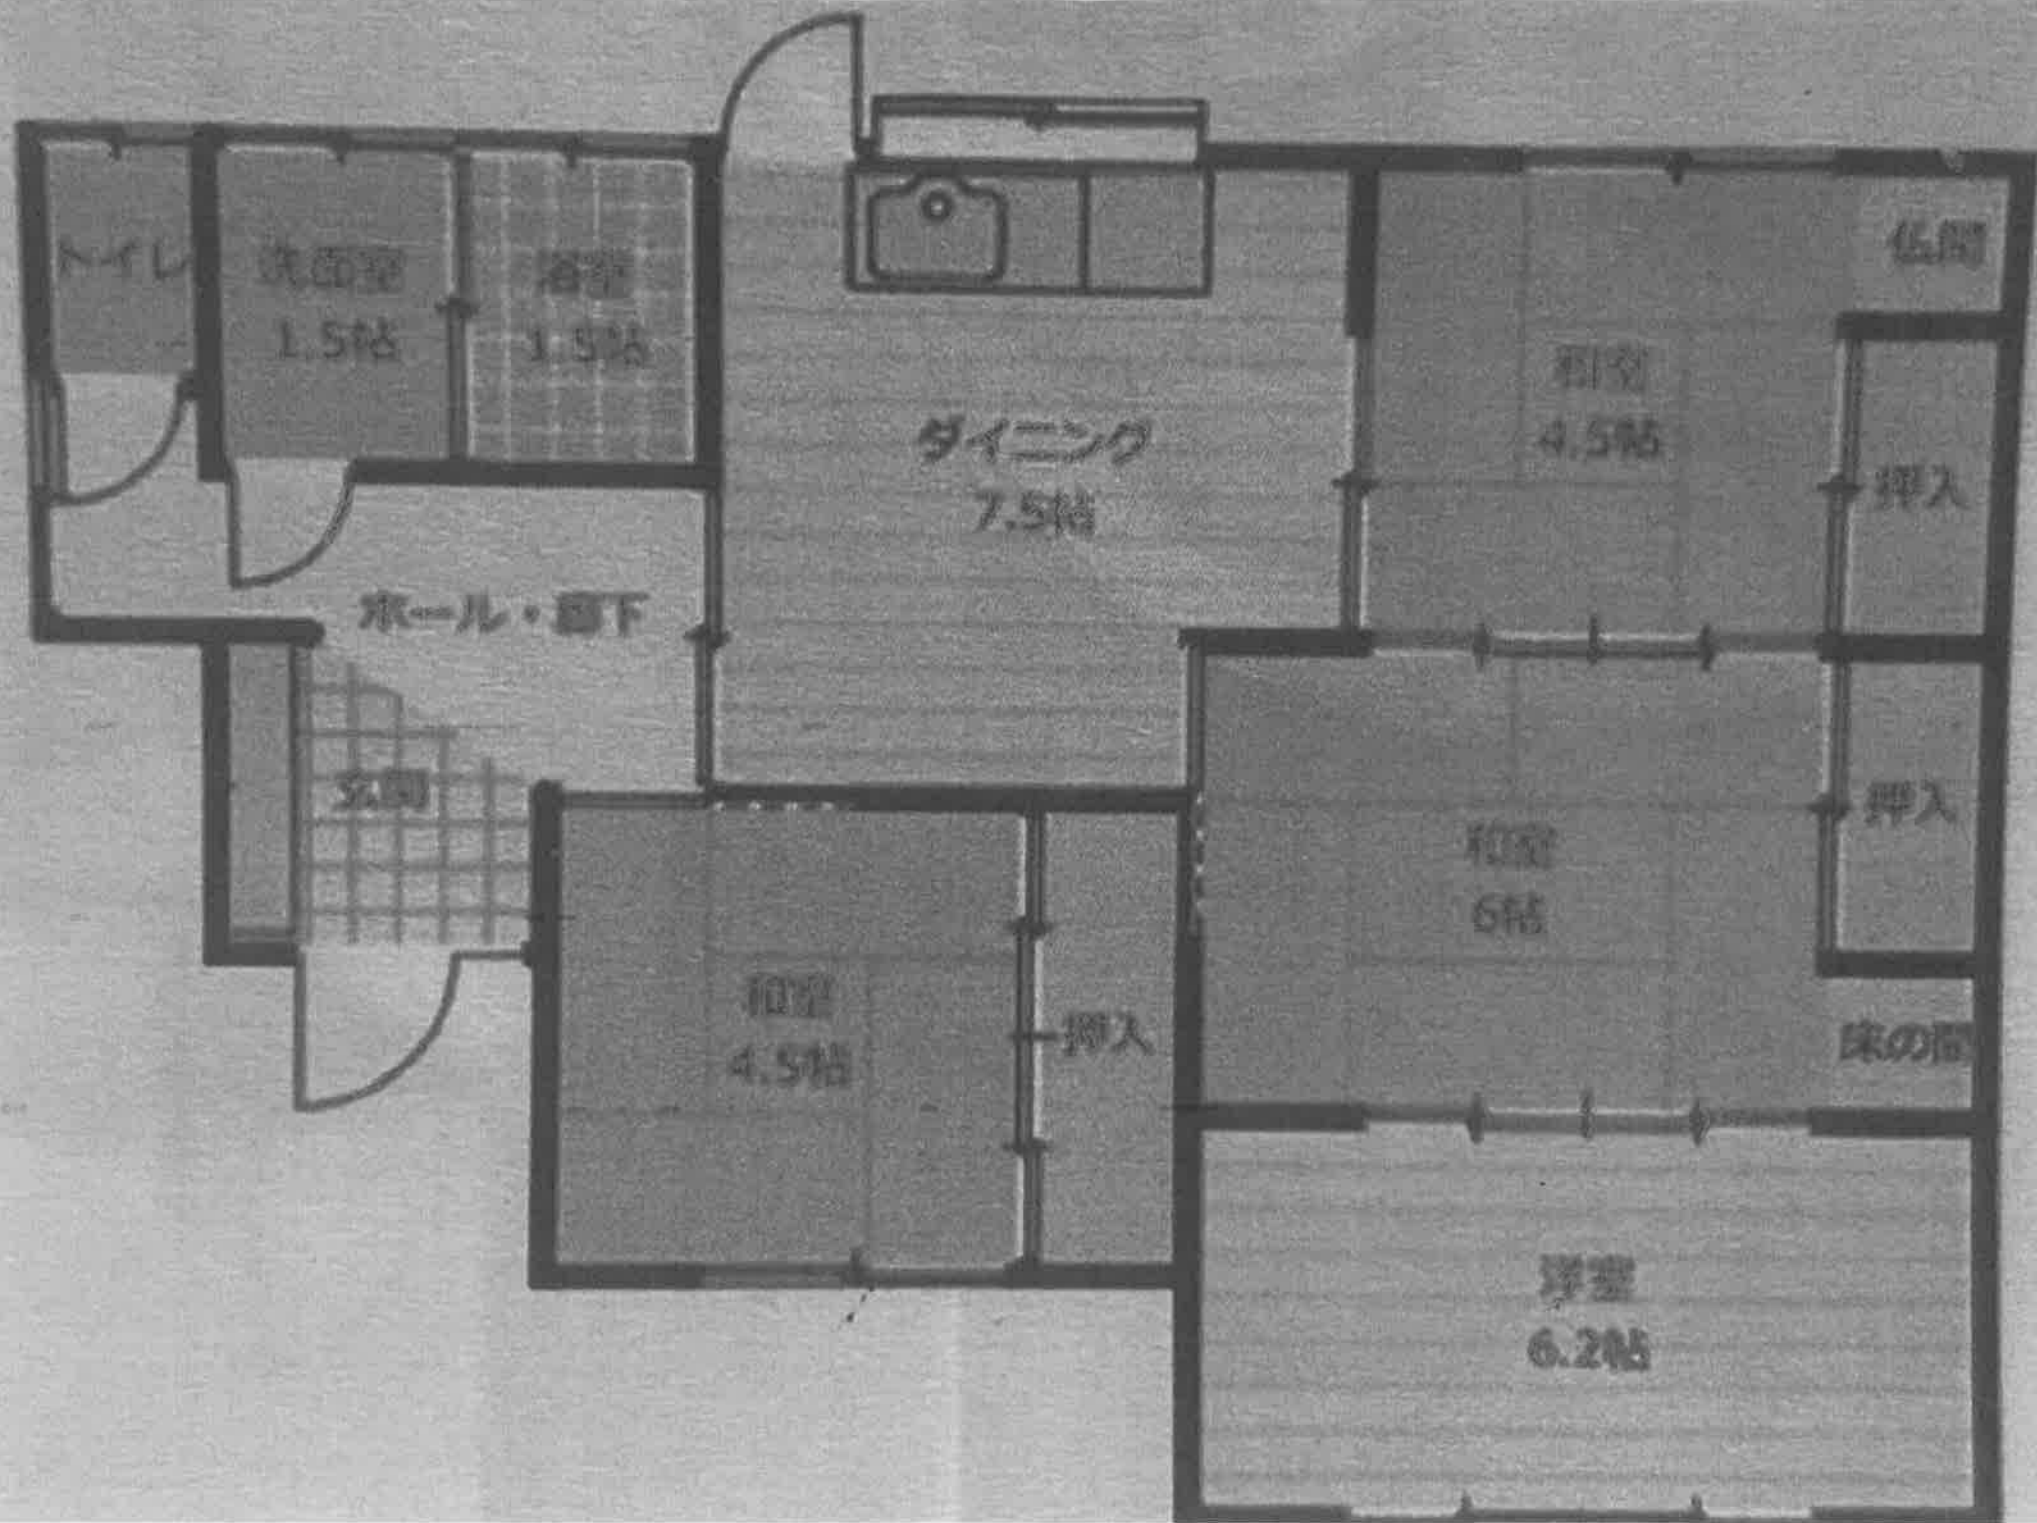 トイレ
洗面室
1.5帖
浴室
1.5帖
ダイニング
7.5帖
和室
4.5帖
仏間
押入
ホール・廊下
玄関
和室
6帖
押入
床の間
和室
4.5帖
押入
洋室
6.2帖